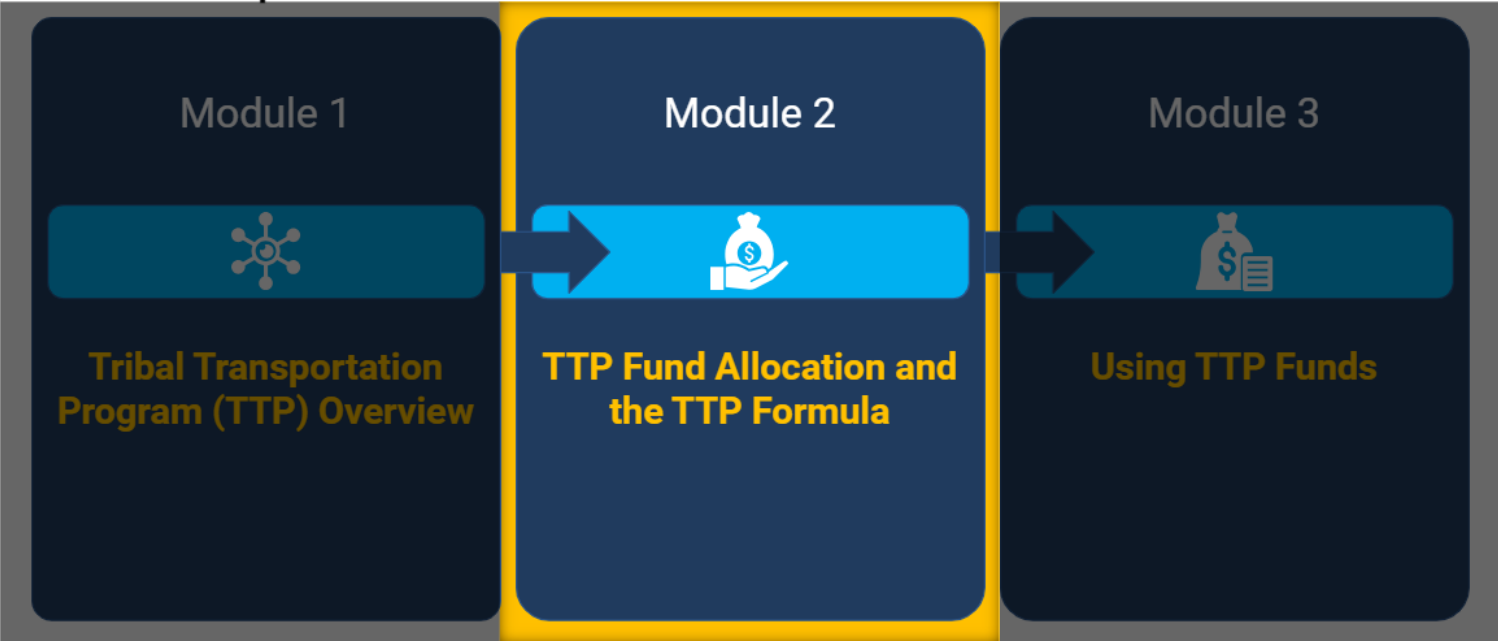 Module 1
Tribal Transportation
Program (TTP) Overview
Module 2
$
TTP Fund Allocation and
the TTP Formula
Module 3
$
Using TTP Funds